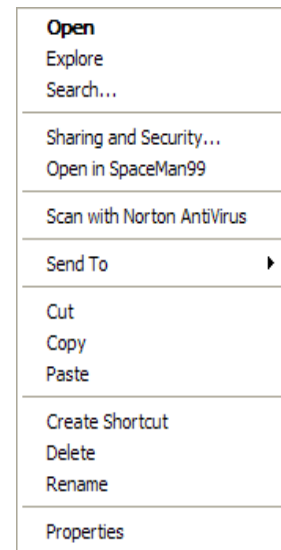 Open
Explore
Search...
Sharing and Security...
Open in SpaceMan99
Scan with Norton AntiVirus
Send To
Cut
Copy
Paste
Create Shortcut
Delete
Rename
Properties